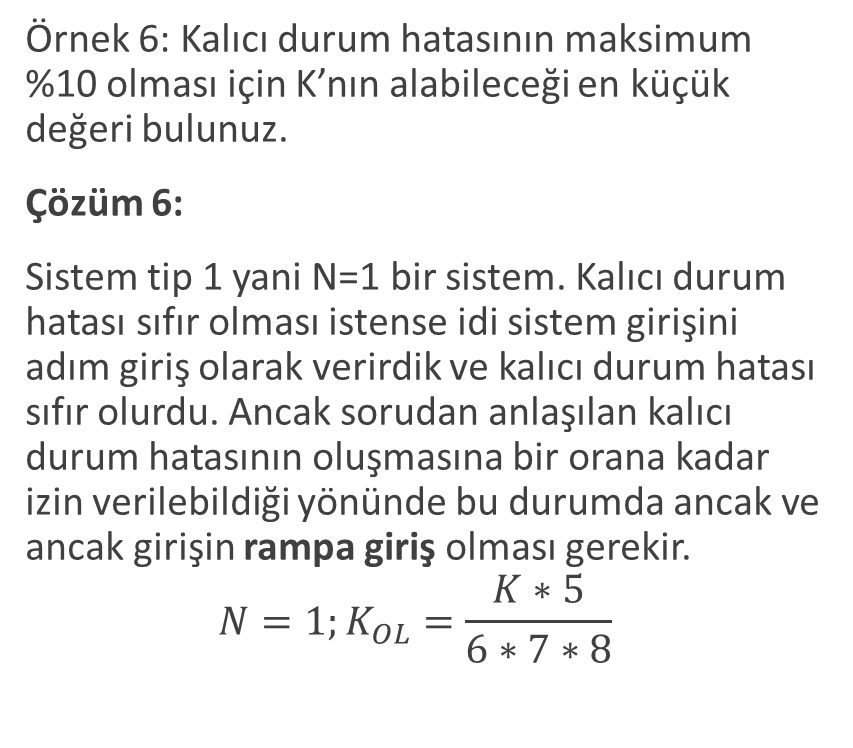 Örnek 6: Kalıcı durum hatasının maksimum
%10 olması için K’nın alabileceği en küçük
değeri bulunuz.
Çözüm 6:
Sistem tip 1 yani N=1 bir sistem. Kalıcı durum
hatası sıfır olması istense idi sistem girişini
adım giriş olarak verirdik ve kalıcı durum hatası
sıfır olurdu. Ancak sorudan anlaşılan kalıcı
durum hatasının oluşmasına bir orana kadar
izin verilebildiği yönünde bu durumda ancak ve
ancak girişin rampa giriş olması gerekir.
K ∗ 5
N = 1; K_OL =
6 ∗ 7 ∗ 8